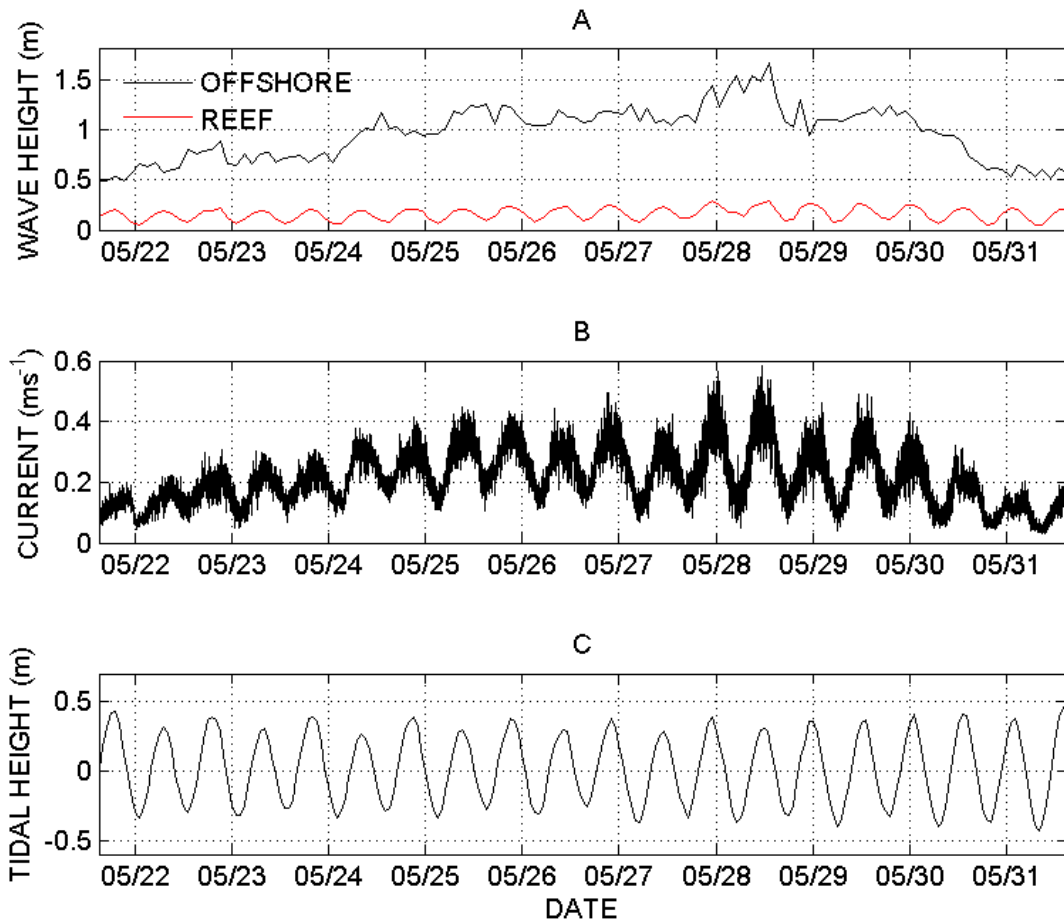 A
WAVE HEIGHT (m)
1.5
1
0.5
0
OFFSHORE
REEF
05/22 05/23 05/24 05/25 05/26 05/27 05/28 05/29 05/30 05/31
B
CURRENT (ms⁻¹)
0.6
0.4
0.2
0
05/22 05/23 05/24 05/25 05/26 05/27 05/28 05/29 05/30 05/31
C
TIDAL HEIGHT (m)
0.5
0
-0.5
05/22 05/23 05/24 05/25 05/26 05/27 05/28 05/29 05/30 05/31
DATE